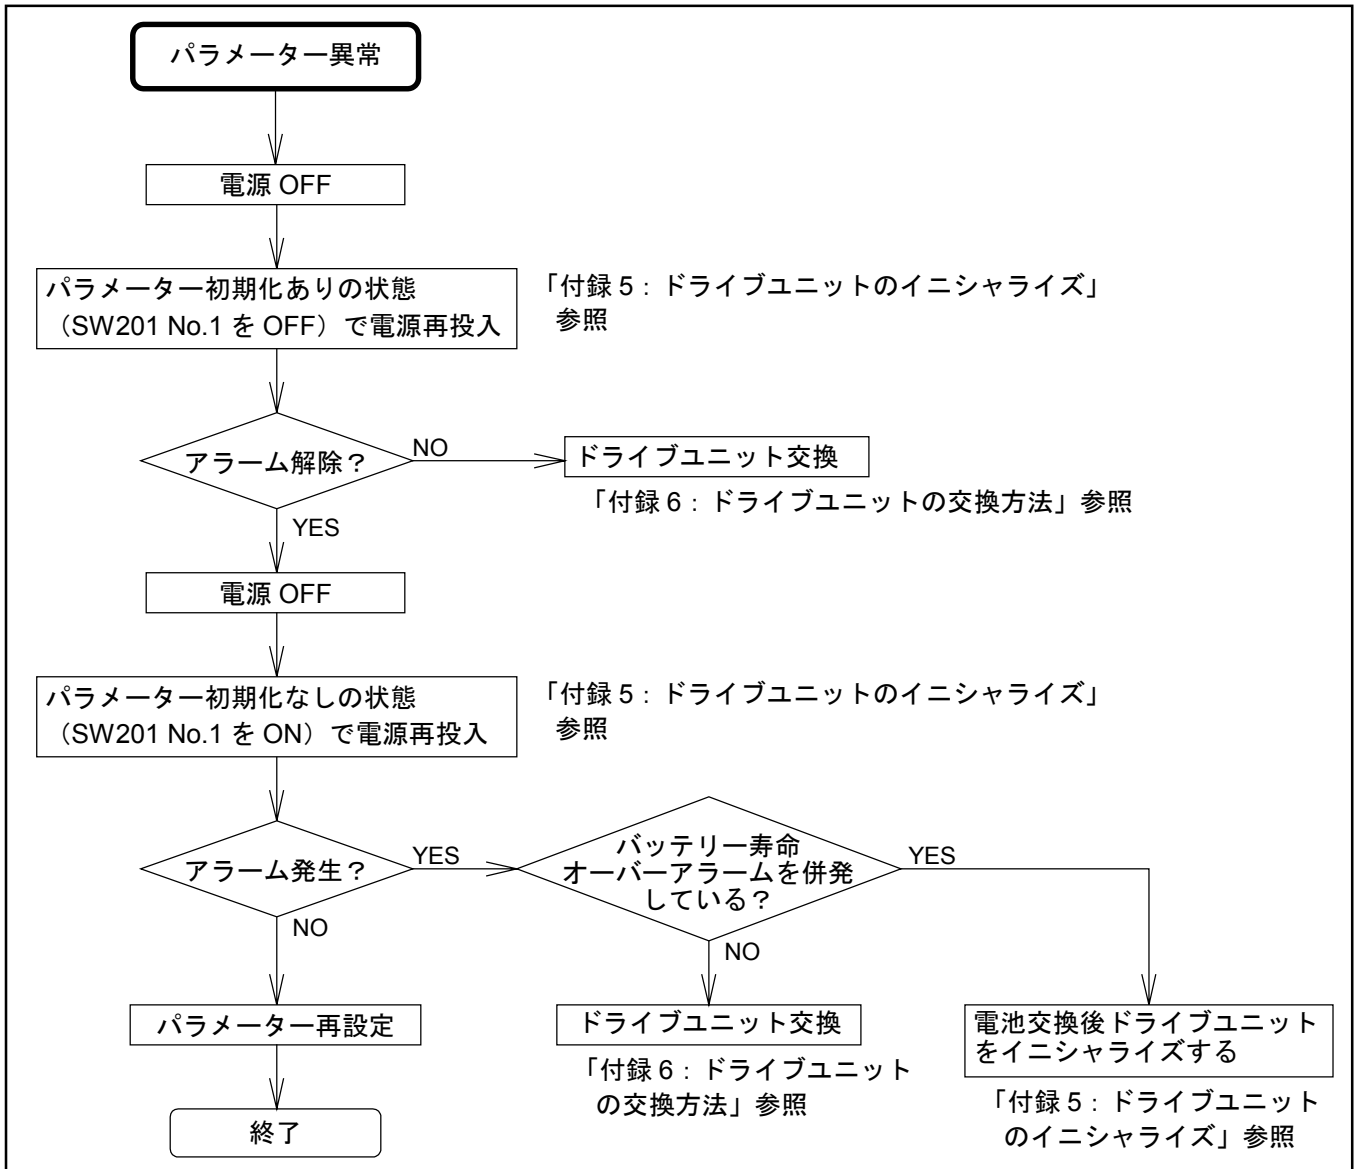 パラメーター異常
電源 OFF
パラメーター初期化ありの状態
（SW201 No.1 を OFF）で電源再投入
「付録 5：ドライブユニットのイニシャライズ」
参照
アラーム解除？
NO
ドライブユニット交換
「付録 6：ドライブユニットの交換方法」参照
YES
電源 OFF
パラメーター初期化なしの状態
（SW201 No.1 を ON）で電源再投入
「付録 5：ドライブユニットのイニシャライズ」
参照
アラーム発生？
YES
バッテリー寿命
オーバーアラームを併発
している？
YES
NO
NO
パラメーター再設定
ドライブユニット交換
「付録 6：ドライブユニット
の交換方法」参照
電池交換後ドライブユニット
をイニシャライズする
「付録 5：ドライブユニット
のイニシャライズ」参照
終了